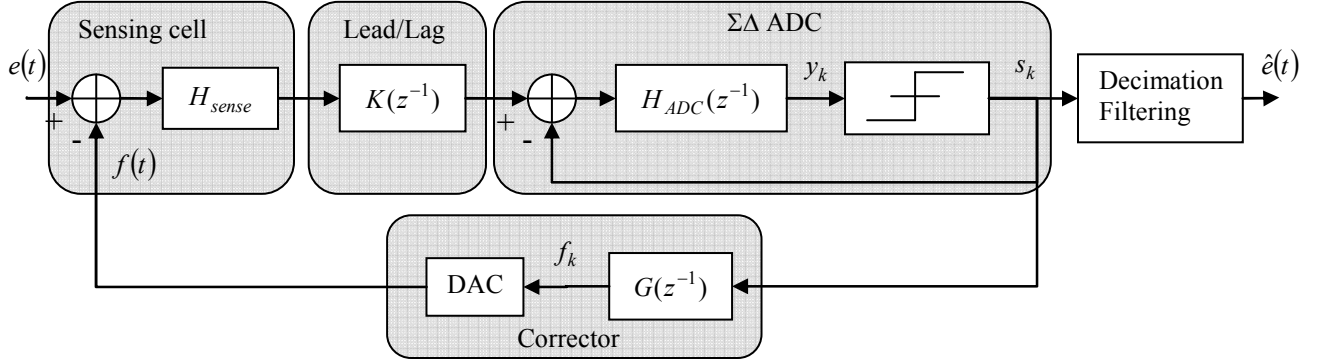 Sensing cell
Lead/Lag
ΣΔ ADC
e(t)
+
-
H_sense
K(z⁻¹)
+
-
H_ADC(z⁻¹)
y_k
s_k
Decimation
Filtering
ê(t)
f(t)
DAC
f_k
G(z⁻¹)
Corrector